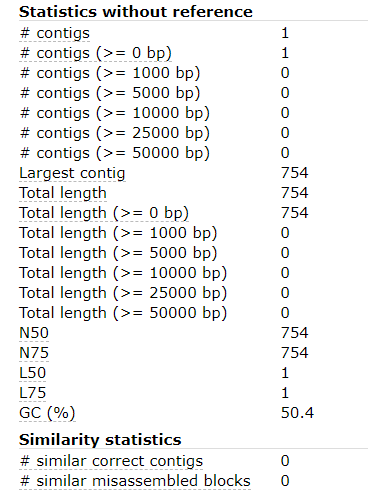 Statistics without reference
# contigs 1
# contigs (>= 0 bp) 1
# contigs (>= 1000 bp) 0
# contigs (>= 5000 bp) 0
# contigs (>= 10000 bp) 0
# contigs (>= 25000 bp) 0
# contigs (>= 50000 bp) 0
Largest contig 754
Total length 754
Total length (>= 0 bp) 754
Total length (>= 1000 bp) 0
Total length (>= 5000 bp) 0
Total length (>= 10000 bp) 0
Total length (>= 25000 bp) 0
Total length (>= 50000 bp) 0
N50 754
N75 754
L50 1
L75 1
GC (%) 50.4
Similarity statistics
# similar correct contigs 0
# similar misassembled blocks 0